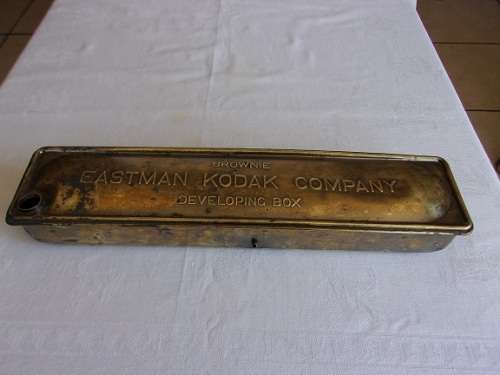 BROWNIE
EASTMAN KODAK COMPANY
DEVELOPING BOX